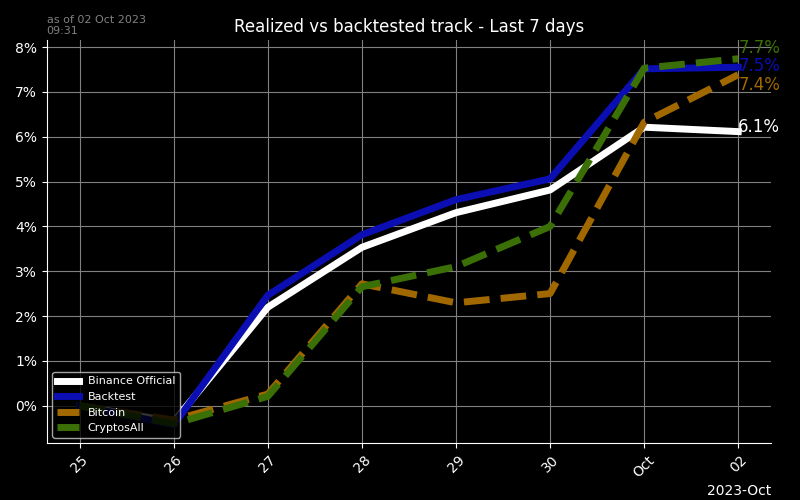 as of 02 Oct 2023
09:31
Realized vs backtested track - Last 7 days
8%
7%
6%
5%
4%
3%
2%
1%
0%
7.7%
7.5%
7.4%
6.1%
Binance Official
Backtest
Bitcoin
CryptosAll
25
26
27
28
29
30
Oct
02
2023-Oct